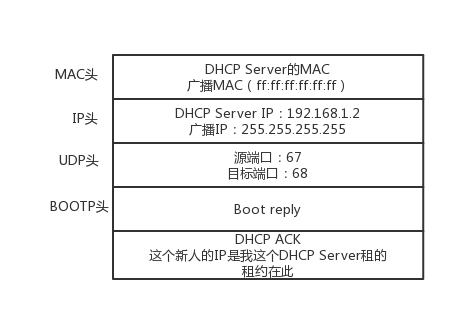 MAC头
DHCP Server的MAC
广播MAC（ff:ff:ff:ff:ff:ff）
IP头
DHCP Server IP：192.168.1.2
广播IP：255.255.255.255
UDP头
源端口：67
目标端口：68
BOOTP头
Boot reply
DHCP ACK
这个新人的IP是我这个DHCP Server租的
租约在此